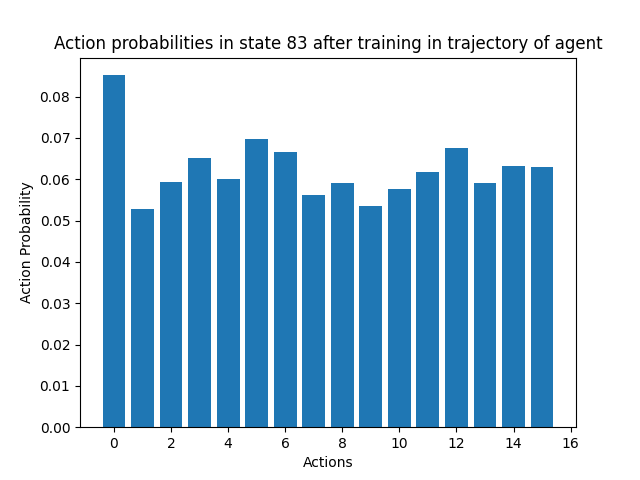 Action probabilities in state 83 after training in trajectory of agent
0.08
0.07
0.06
0.05
0.04
0.03
0.02
0.01
0.00
Action Probability
0 2 4 6 8 10 12 14 16
Actions